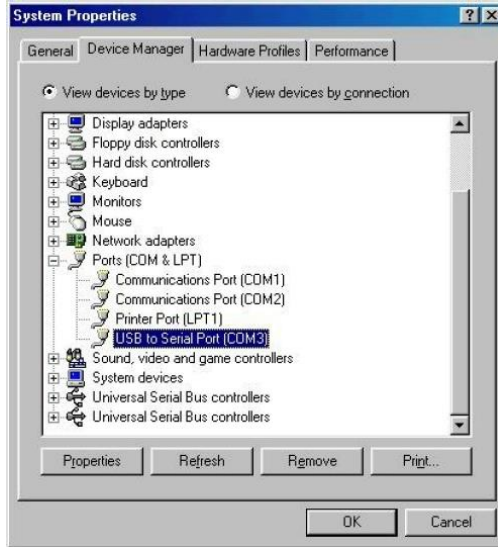 System Properties
General Device Manager Hardware Profiles Performance
View devices by type View devices by connection
Display adapters
Floppy disk controllers
Hard disk controllers
Keyboard
Monitors
Mouse
Network adapters
Ports (COM & LPT)
Communications Port (COM1)
Communications Port (COM2)
Printer Port (LPT1)
USB to Serial Port (COM3)
Sound, video and game controllers
System devices
Universal Serial Bus controllers
Universal Serial Bus controllers
Properties Refresh Remove Print...
OK Cancel